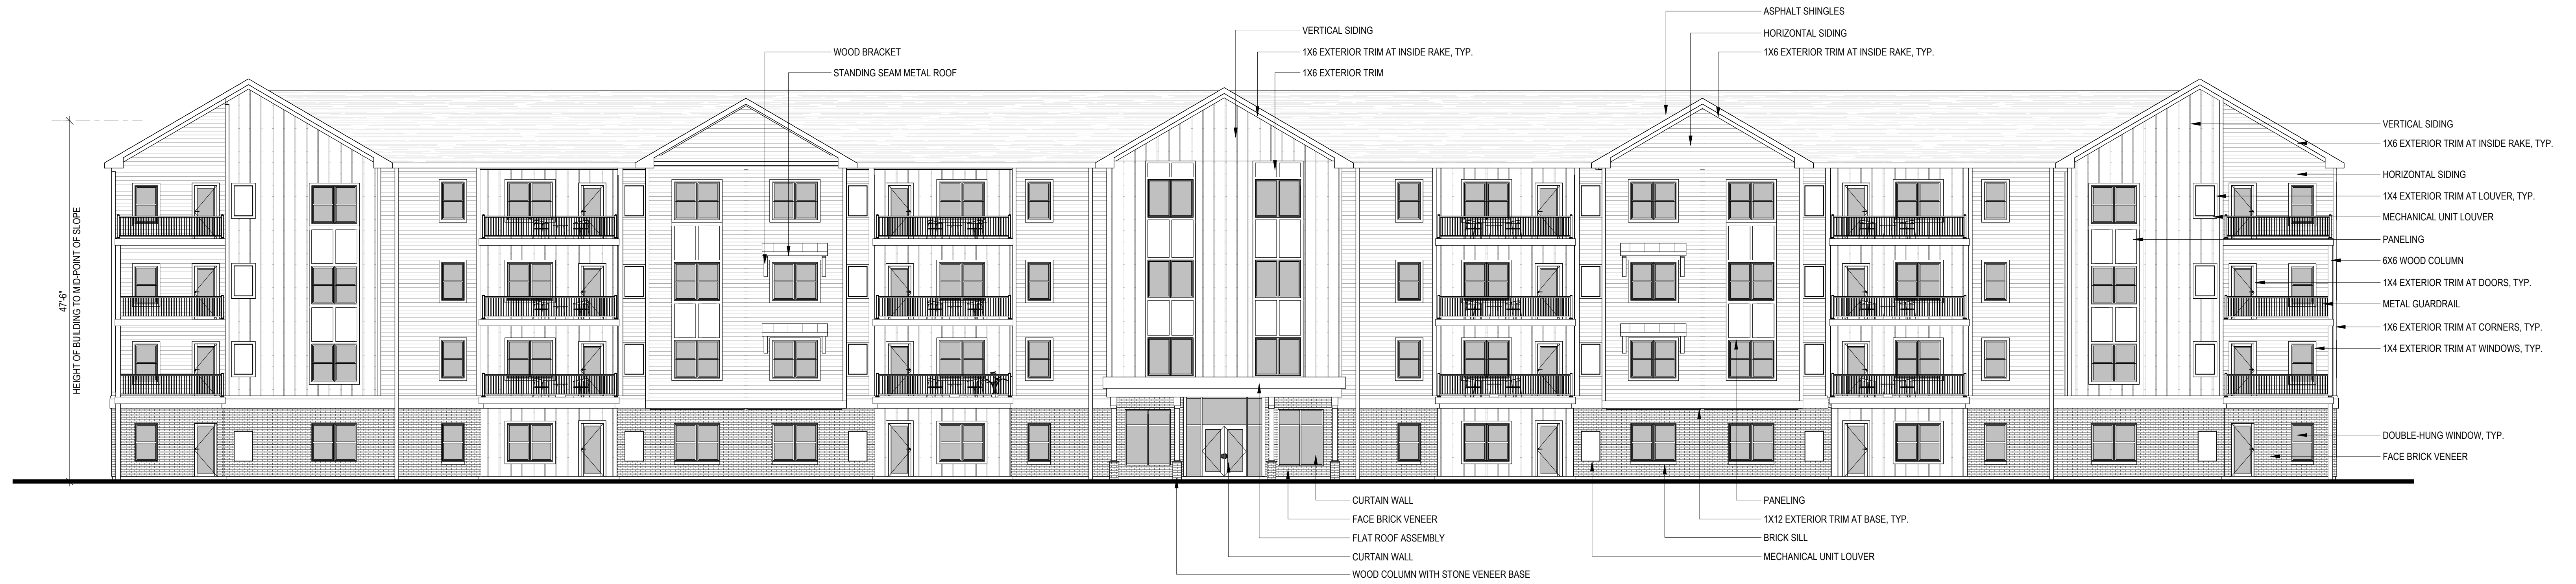 ASPHALT SHINGLES
VERTICAL SIDING
HORIZONTAL SIDING
WOOD BRACKET
1X6 EXTERIOR TRIM AT INSIDE RAKE, TYP.
1X6 EXTERIOR TRIM AT INSIDE RAKE, TYP.
STANDING SEAM METAL ROOF
1X6 EXTERIOR TRIM
47'-6"
HEIGHT OF BUILDING TO MID-POINT OF SLOPE
VERTICAL SIDING
1X6 EXTERIOR TRIM AT INSIDE RAKE, TYP.
HORIZONTAL SIDING
1X4 EXTERIOR TRIM AT LOUVER, TYP.
MECHANICAL UNIT LOUVER
PANELING
6X6 WOOD COLUMN
1X4 EXTERIOR TRIM AT DOORS, TYP.
METAL GUARDRAIL
1X6 EXTERIOR TRIM AT CORNERS, TYP.
1X4 EXTERIOR TRIM AT WINDOWS, TYP.
DOUBLE-HUNG WINDOW, TYP.
FACE BRICK VENEER
CURTAIN WALL
FACE BRICK VENEER
FLAT ROOF ASSEMBLY
CURTAIN WALL
WOOD COLUMN WITH STONE VENEER BASE
PANELING
1X12 EXTERIOR TRIM AT BASE, TYP.
BRICK SILL
MECHANICAL UNIT LOUVER